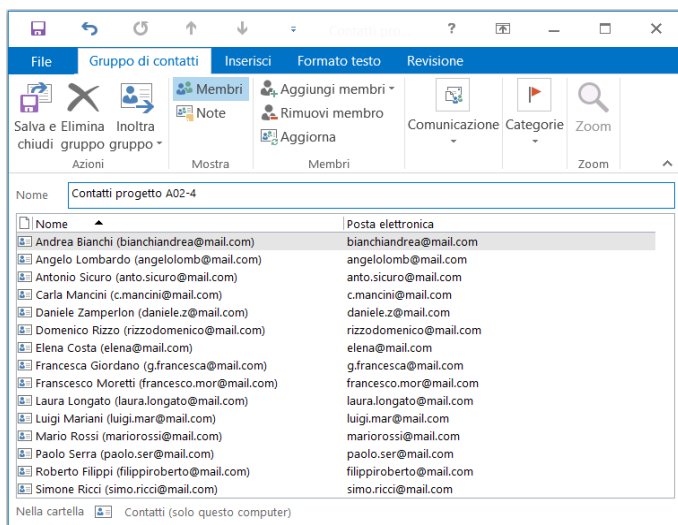 Contatti pro... ?
File Gruppo di contatti Inserisci Formato testo Revisione
Salva e chiudi
Elimina gruppo
Inoltra gruppo
Azioni
Membri
Note
Mostra
Aggiungi membri
Rimuovi membro
Aggiorna
Membri
Comunicazione
Categorie
Zoom
Zoom
Nome Contatti progetto A02-4
Nome Posta elettronica
Andrea Bianchi (bianchiandrea@mail.com) bianchiandrea@mail.com
Angelo Lombardo (angelolomb@mail.com) angelolomb@mail.com
Antonio Sicuro (anto.sicuro@mail.com) anto.sicuro@mail.com
Carla Mancini (c.mancini@mail.com) c.mancini@mail.com
Daniele Zamperlon (daniele.z@mail.com) daniele.z@mail.com
Domenico Rizzo (rizzodomenico@mail.com) rizzodomenico@mail.com
Elena Costa (elena@mail.com) elena@mail.com
Francesca Giordano (g.francesca@mail.com) g.francesca@mail.com
Franscesco Moretti (francesco.mor@mail.com) francesco.mor@mail.com
Laura Longato (laura.longato@mail.com) laura.longato@mail.com
Luigi Mariani (luigi.mar@mail.com) luigi.mar@mail.com
Mario Rossi (mariorossi@mail.com) mariorossi@mail.com
Paolo Serra (paolo.ser@mail.com) paolo.ser@mail.com
Roberto Filippi (filippiroberto@mail.com) filippiroberto@mail.com
Simone Ricci (simo.ricci@mail.com) simo.ricci@mail.com
Nella cartella Contatti (solo questo computer)